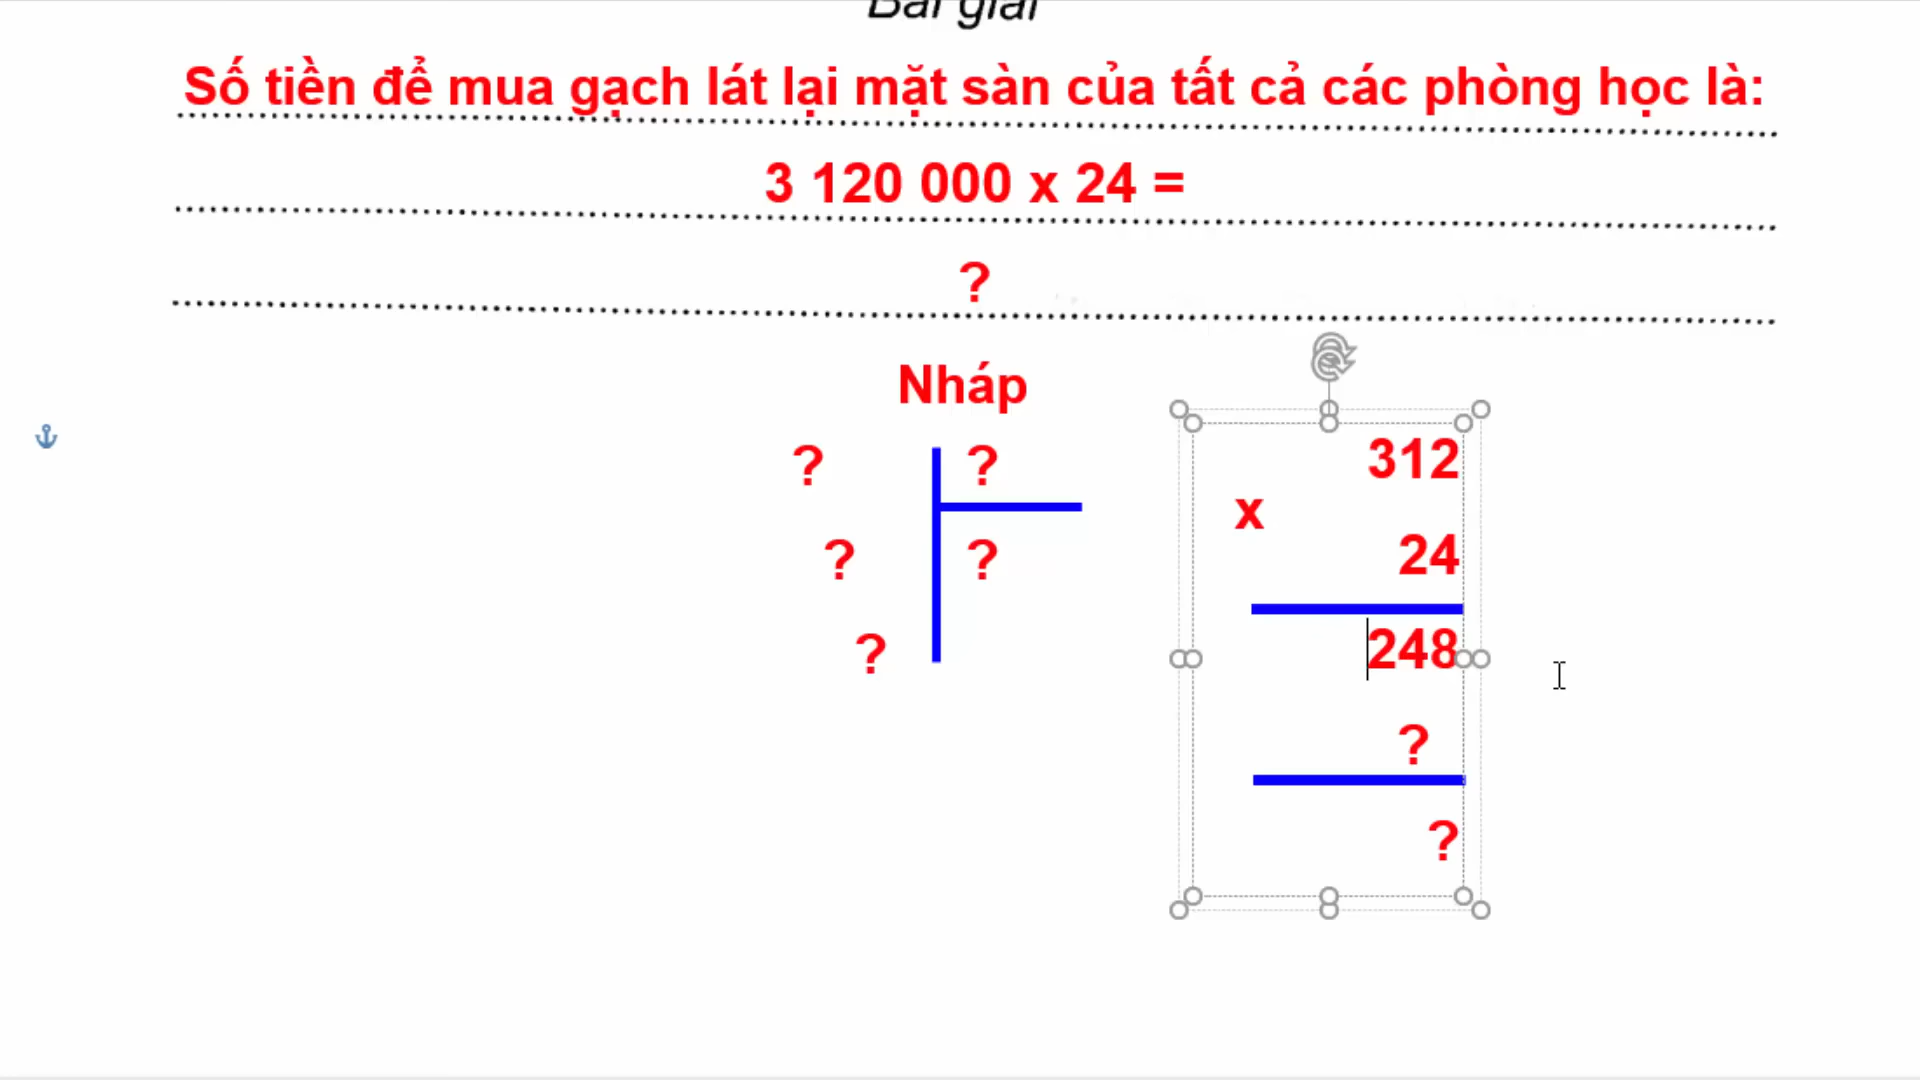 Bài giải
Số tiền để mua gạch lát lại mặt sàn của tất cả các phòng học là:
3 120 000 x 24 =
?
Nháp
? ?
? ?
?
312
x
24
248
?
?